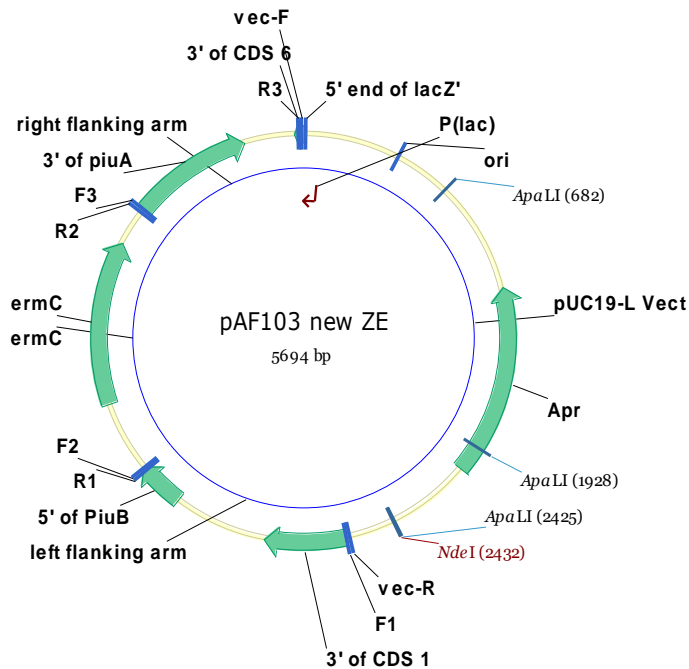 vec-F
3' of CDS 6
R3
5' end of lacZ'
right flanking arm
P(lac)
3' of piuA
ori
F3
ApaLI (682)
R2
ermC
pUC19-L Vect
ermC
pAF103 new ZE
5694 bp
Apr
F2
R1
ApaLI (1928)
5' of PiuB
ApaLI (2425)
left flanking arm
NdeI (2432)
vec-R
F1
3' of CDS 1